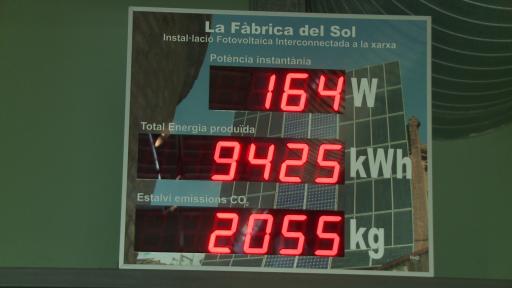 La Fàbrica del Sol
Instal·lació Fotovoltaica Interconnectada a la xarxa
Potència instantània
164 W
Total Energia produïda
9425 kWh
Estalvi emissions CO₂
2055 kg